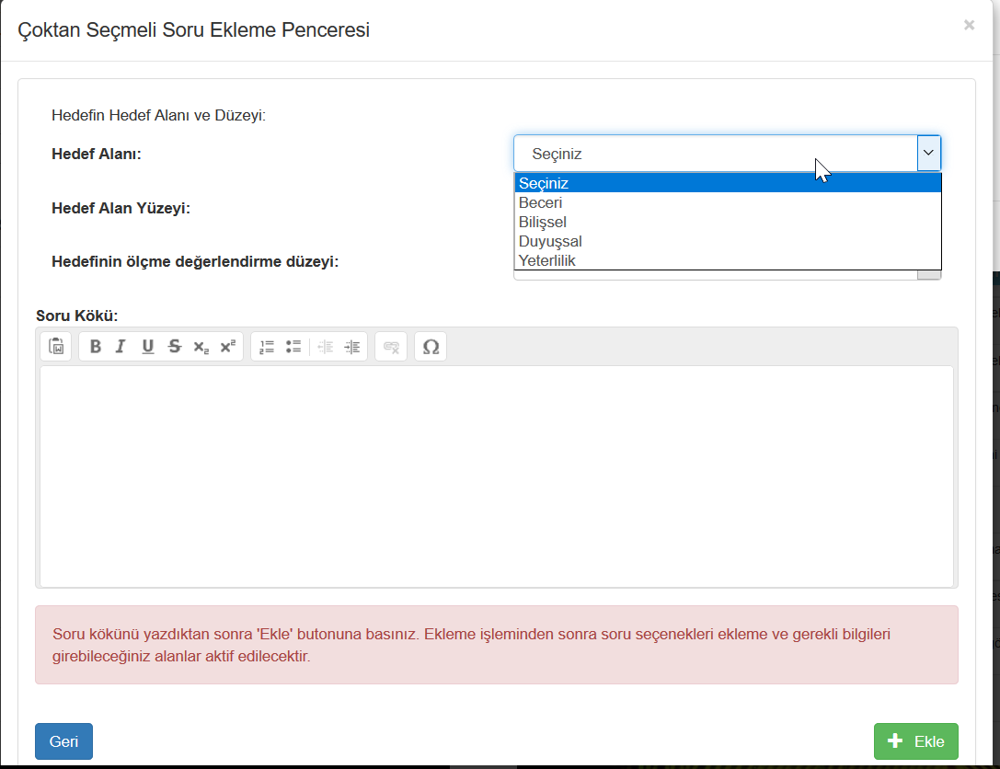 Çoktan Seçmeli Soru Ekleme Penceresi
×
Hedefin Hedef Alanı ve Düzeyi:
Hedef Alanı:
Seçiniz
Seçiniz
Beceri
Bilişsel
Duyuşsal
Yeterlilik
Hedef Alan Yüzeyi:
Hedefinin ölçme değerlendirme düzeyi:
Soru Kökü:
B I U S x₂ x² Ω
Soru kökünü yazdıktan sonra 'Ekle' butonuna basınız. Ekleme işleminden sonra soru seçenekleri ekleme ve gerekli bilgileri
girebileceğiniz alanlar aktif edilecektir.
Geri
+ Ekle